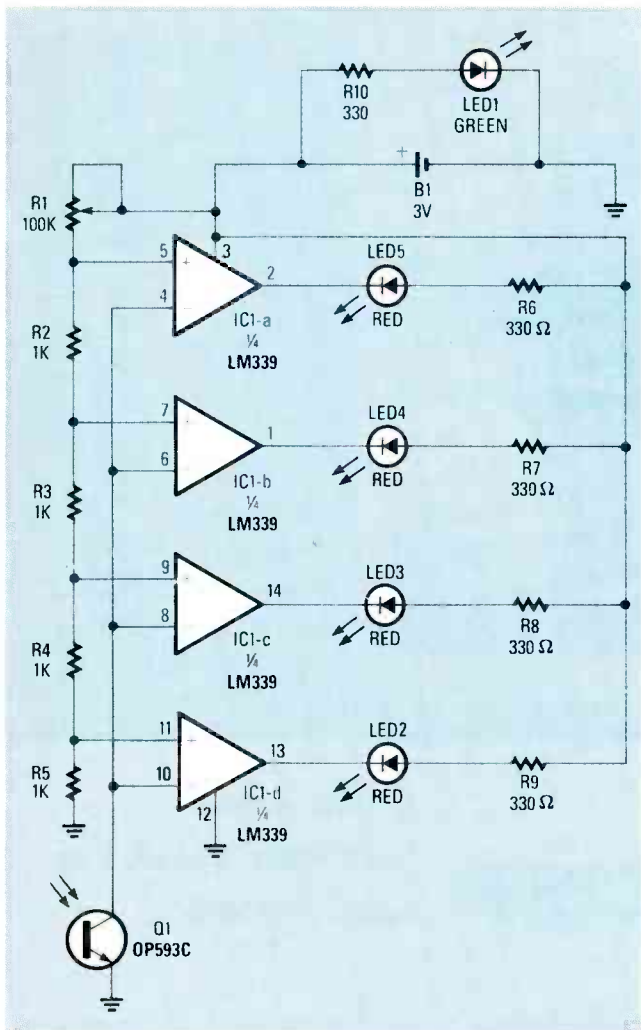 R10
330
LED1
GREEN
+
B1
3V
R1
100K
5
+
3
2
4
IC1-a
¼
LM339
LED5
RED
R6
330 Ω
R2
1K
7
+
1
6
IC1-b
¼
LM339
LED4
RED
R7
330 Ω
R3
1K
9
+
14
8
IC1-c
¼
LM339
LED3
RED
R8
330 Ω
R4
1K
11
+
13
10
12
IC1-d
¼
LM339
LED2
RED
R9
330 Ω
R5
1K
Q1
OP593C